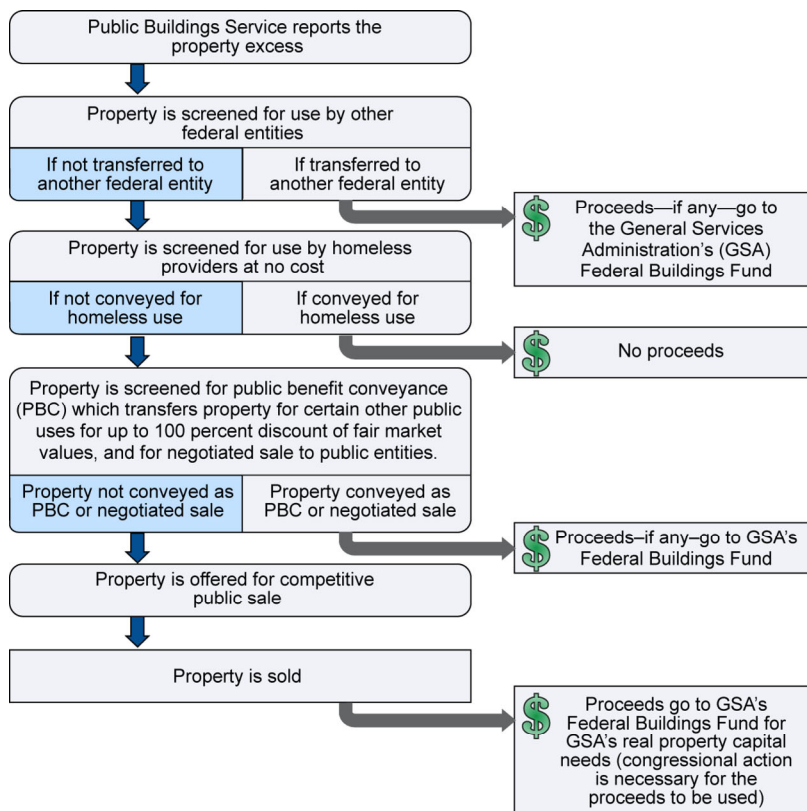 Public Buildings Service reports the
property excess
Property is screened for use by other
federal entities
If not transferred to
another federal entity
If transferred to
another federal entity
$ Proceeds—if any—go to
the General Services
Administration's (GSA)
Federal Buildings Fund
Property is screened for use by homeless
providers at no cost
If not conveyed for
homeless use
If conveyed for
homeless use
$ No proceeds
Property is screened for public benefit conveyance
(PBC) which transfers property for certain other public
uses for up to 100 percent discount of fair market
values, and for negotiated sale to public entities.
Property not conveyed as
PBC or negotiated sale
Property conveyed as
PBC or negotiated sale
$ Proceeds–if any–go to GSA's
Federal Buildings Fund
Property is offered for competitive
public sale
Property is sold
$ Proceeds go to GSA's
Federal Buildings Fund for
GSA's real property capital
needs (congressional action
is necessary for the
proceeds to be used)